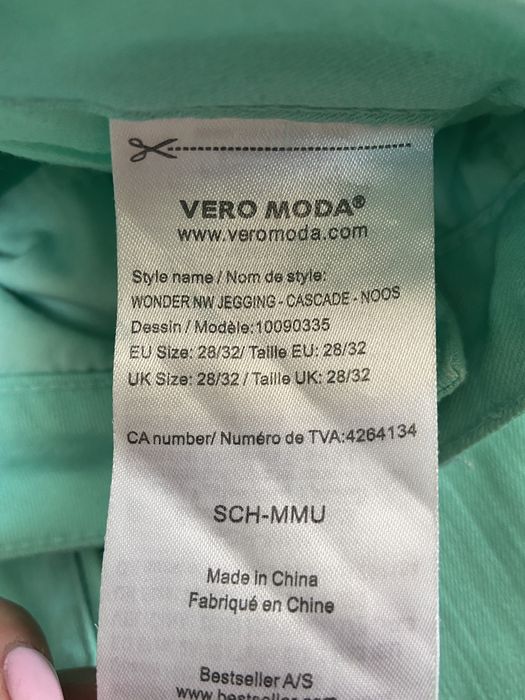 VERO MODA®
www.veromoda.com
Style name / Nom de style:
WONDER NW JEGGING - CASCADE - NOOS
Dessin / Modèle:10090335
EU Size: 28/32/ Taille EU: 28/32
UK Size: 28/32 / Taille UK: 28/32
CA number/ Numéro de TVA:4264134
SCH-MMU
Made in China
Fabriqué en Chine
Bestseller A/S